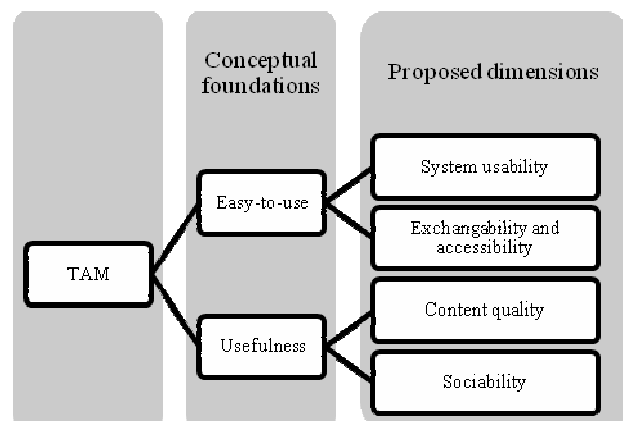 Conceptual
foundations
Proposed dimensions
TAM
Easy-to-use
Usefulness
System usability
Exchangability and
accessibility
Content quality
Sociability